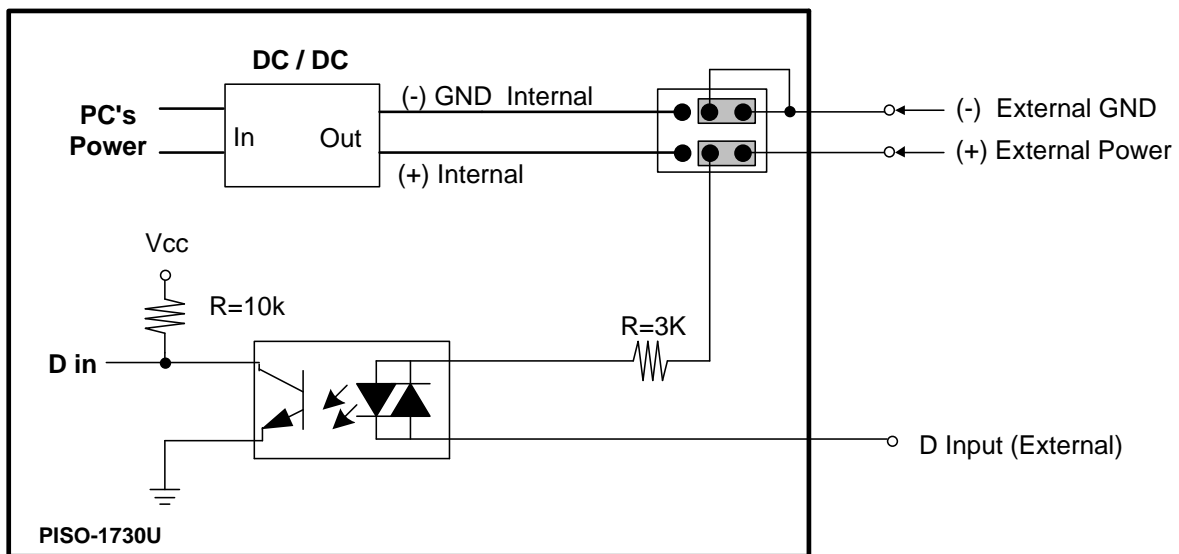 DC / DC
PC's
Power
In
Out
(-) GND Internal
(+) Internal
(-) External GND
(+) External Power
Vcc
R=10k
R=3K
D in
D Input (External)
PISO-1730U